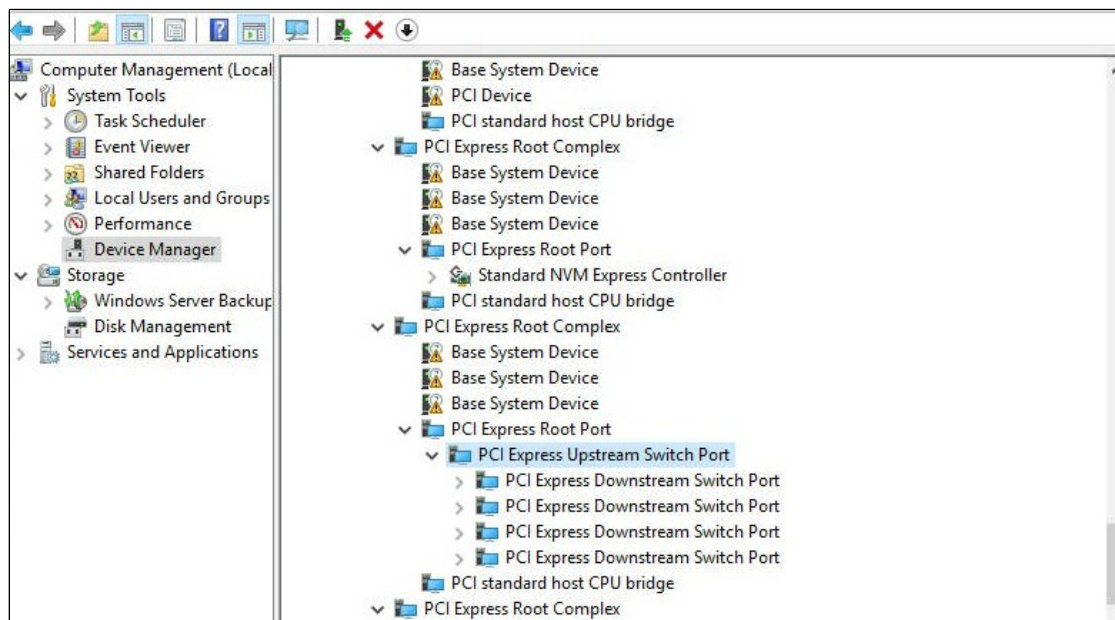 Computer Management (Local
System Tools
Task Scheduler
Event Viewer
Shared Folders
Local Users and Groups
Performance
Device Manager
Storage
Windows Server Backup
Disk Management
Services and Applications
Base System Device
PCI Device
PCI standard host CPU bridge
PCI Express Root Complex
Base System Device
Base System Device
Base System Device
PCI Express Root Port
Standard NVM Express Controller
PCI standard host CPU bridge
PCI Express Root Complex
Base System Device
Base System Device
Base System Device
PCI Express Root Port
PCI Express Upstream Switch Port
PCI Express Downstream Switch Port
PCI Express Downstream Switch Port
PCI Express Downstream Switch Port
PCI Express Downstream Switch Port
PCI standard host CPU bridge
PCI Express Root Complex